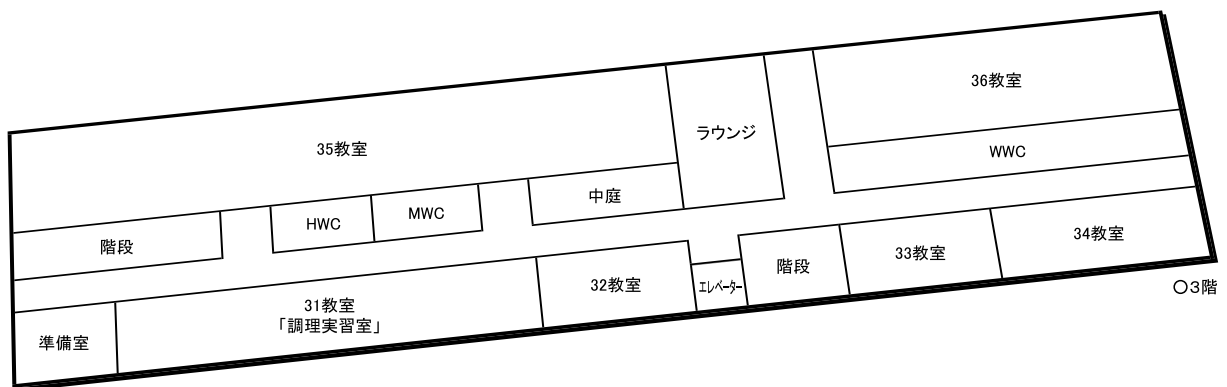 36教室
ラウンジ
35教室
WWC
中庭
MWC
HWC
階段
34教室
33教室
階段
32教室
エレベーター
31教室
「調理実習室」
準備室
○3階